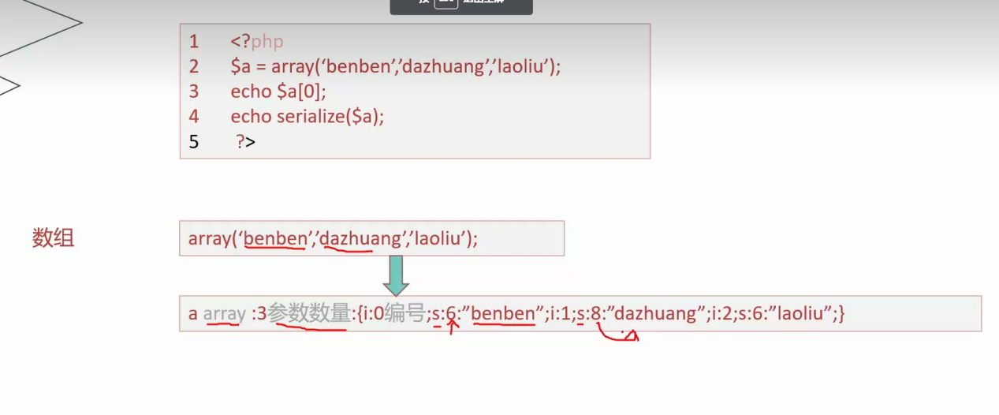 1 <?php
2 $a = array(‘benben’,’dazhuang’,’laoliu’);
3 echo $a[0];
4 echo serialize($a);
5 ?>
数组
array(‘benben’,’dazhuang’,’laoliu’);
a array :3参数数量:{i:0编号;s:6:”benben”;i:1;s:8:”dazhuang”;i:2;s:6:”laoliu”;}